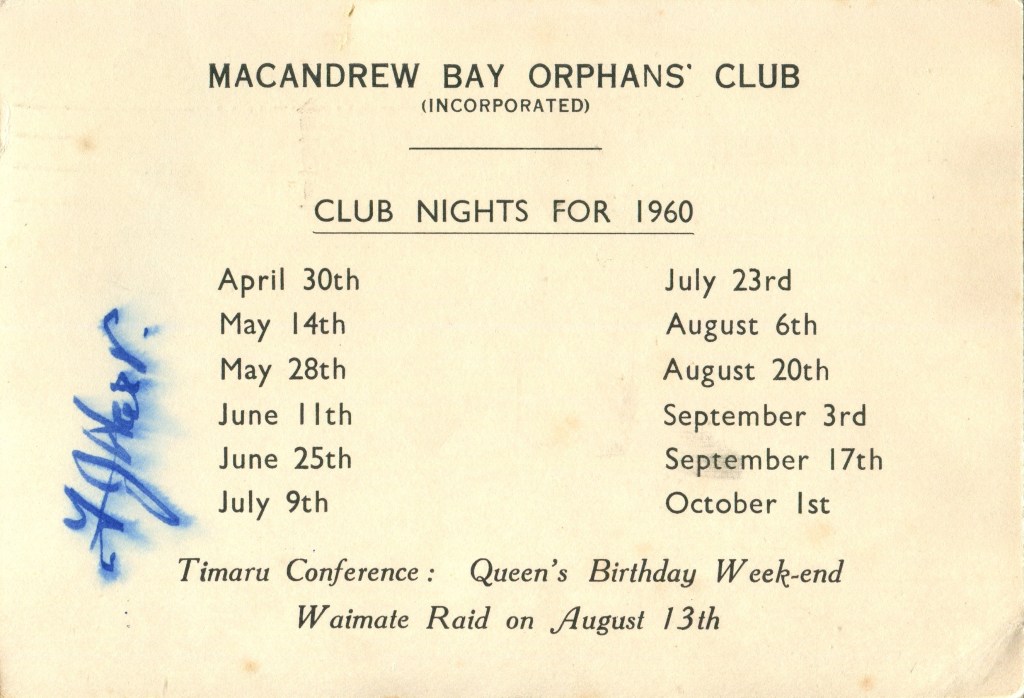 MACANDREW BAY ORPHANS' CLUB
(INCORPORATED)
CLUB NIGHTS FOR 1960
April 30th
May 14th
May 28th
June 11th
June 25th
July 9th
July 23rd
August 6th
August 20th
September 3rd
September 17th
October 1st
Timaru Conference: Queen's Birthday Week-end
Waimate Raid on August 13th